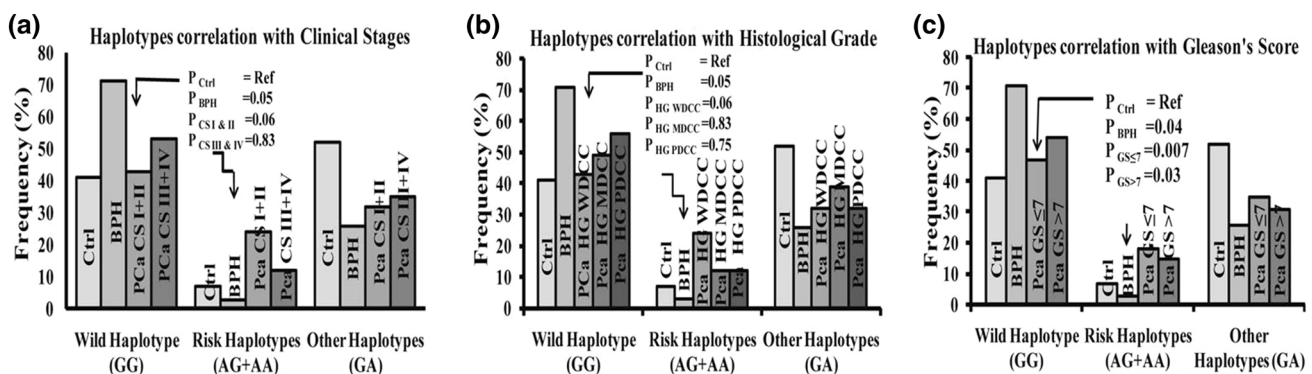 (a)
Haplotypes correlation with Clinical Stages
Frequency (%)
80
70
60
50
40
30
20
10
0
P Ctrl = Ref
P BPH =0.05
P CS I & II =0.06
P CS III & IV =0.83
Ctrl
BPH
PCa CS I+II
PCa CS III+IV
Ctrl
BPH
Pca CS I+II
Pca CS III+IV
Ctrl
BPH
Pca CS I+II
Pca CS III+IV
Wild Haplotype
(GG)
Risk Haplotypes
(AG+AA)
Other Haplotypes
(GA)
(b)
Haplotypes correlation with Histological Grade
Frequency (%)
80
70
60
50
40
30
20
10
0
P Ctrl = Ref
P BPH =0.05
P HG WDCC =0.06
P HG MDCC =0.83
P HG PDCC =0.75
Ctrl
BPH
PCa HG WDCC
Pca HG MDCC
Pca HG PDCC
Ctrl
BPH
Pca HG WDCC
Pca HG MDCC
Pca HG PDCC
Ctrl
BPH
Pca HG WDCC
Pca HG MDCC
Pca HG PDCC
Wild Haplotype
(GG)
Risk Haplotypes
(AG+AA)
Other Haplotypes
(GA)
(c)
Haplotypes correlation with Gleason's Score
Frequency (%)
80
70
60
50
40
30
20
10
0
P Ctrl = Ref
P BPH =0.04
P GS≤7 =0.007
P GS>7 =0.03
Ctrl
BPH
Pca GS ≤7
Pca GS >7
Ctrl
BPH
Pca GS ≤7
Pca GS >7
Ctrl
BPH
Pca GS ≤7
Pca GS >7
Wild Haplotype
(GG)
Risk Haplotypes
(AG+AA)
Other
Haplotypes (GA)